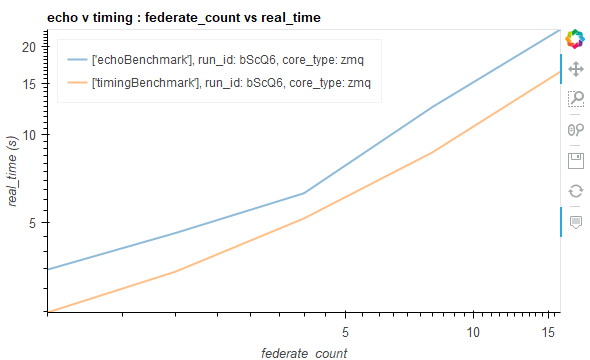 echo v timing : federate_count vs real_time
['echoBenchmark'], run_id: bScQ6, core_type: zmq
['timingBenchmark'], run_id: bScQ6, core_type: zmq
20
15
10
5
real_time (s)
5
10
15
federate_count